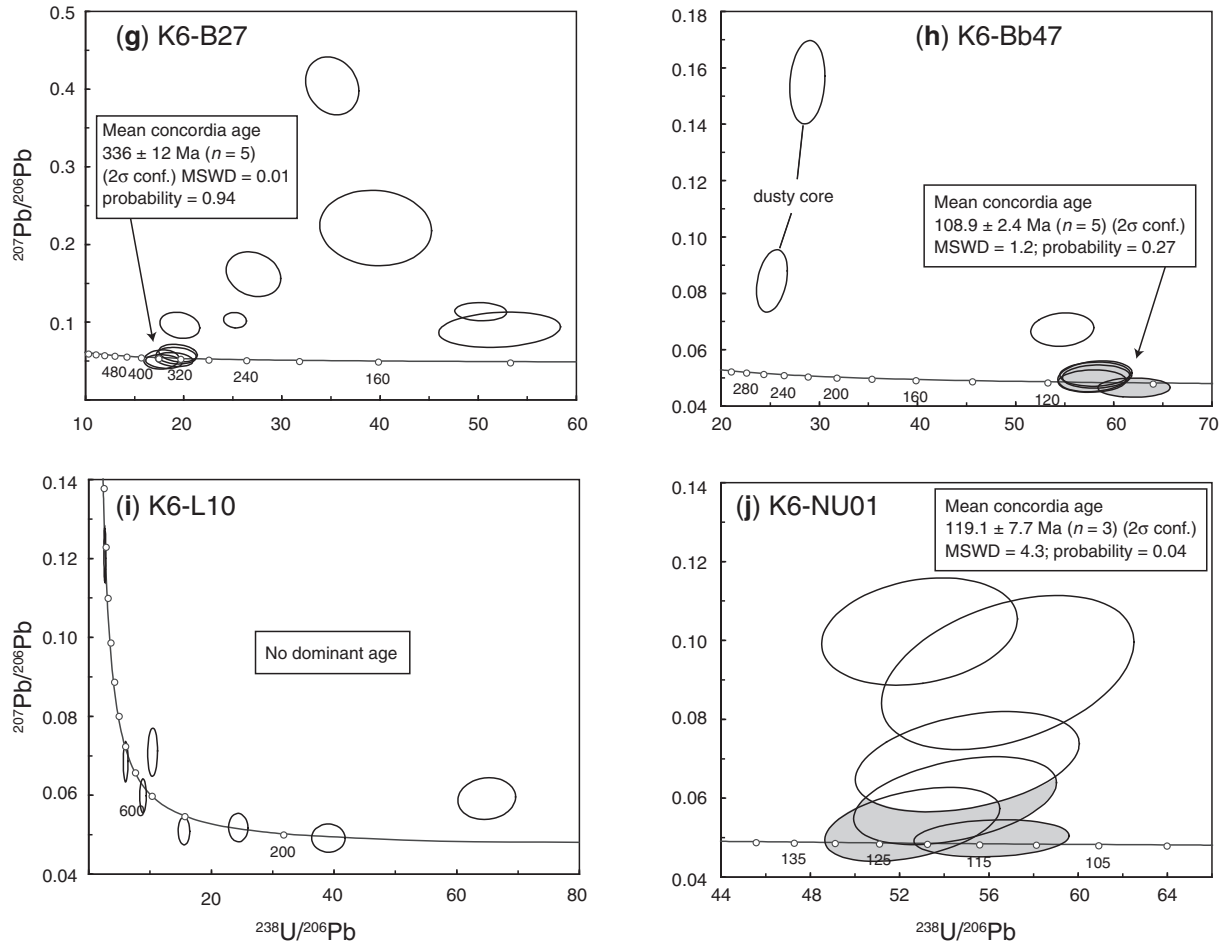 (g) K6-B27
0.5
0.4
0.3
0.2
0.1
²⁰⁷Pb/²⁰⁶Pb
Mean concordia age
336 ± 12 Ma (n = 5)
(2σ conf.) MSWD = 0.01
probability = 0.94
480 400 320 240 160
10 20 30 40 50 60
(h) K6-Bb47
0.18
0.16
0.14
0.12
0.10
0.08
0.06
0.04
dusty core
Mean concordia age
108.9 ± 2.4 Ma (n = 5) (2σ conf.)
MSWD = 1.2; probability = 0.27
280 240 200 160 120
20 30 40 50 60 70
(i) K6-L10
0.14
0.12
0.10
0.08
0.06
0.04
²⁰⁷Pb/²⁰⁶Pb
No dominant age
600 200
20 40 60 80
²³⁸U/²⁰⁶Pb
(j) K6-NU01
0.14
0.12
0.10
0.08
0.06
0.04
Mean concordia age
119.1 ± 7.7 Ma (n = 3) (2σ conf.)
MSWD = 4.3; probability = 0.04
135 125 115 105
44 48 52 56 60 64
²³⁸U/²⁰⁶Pb